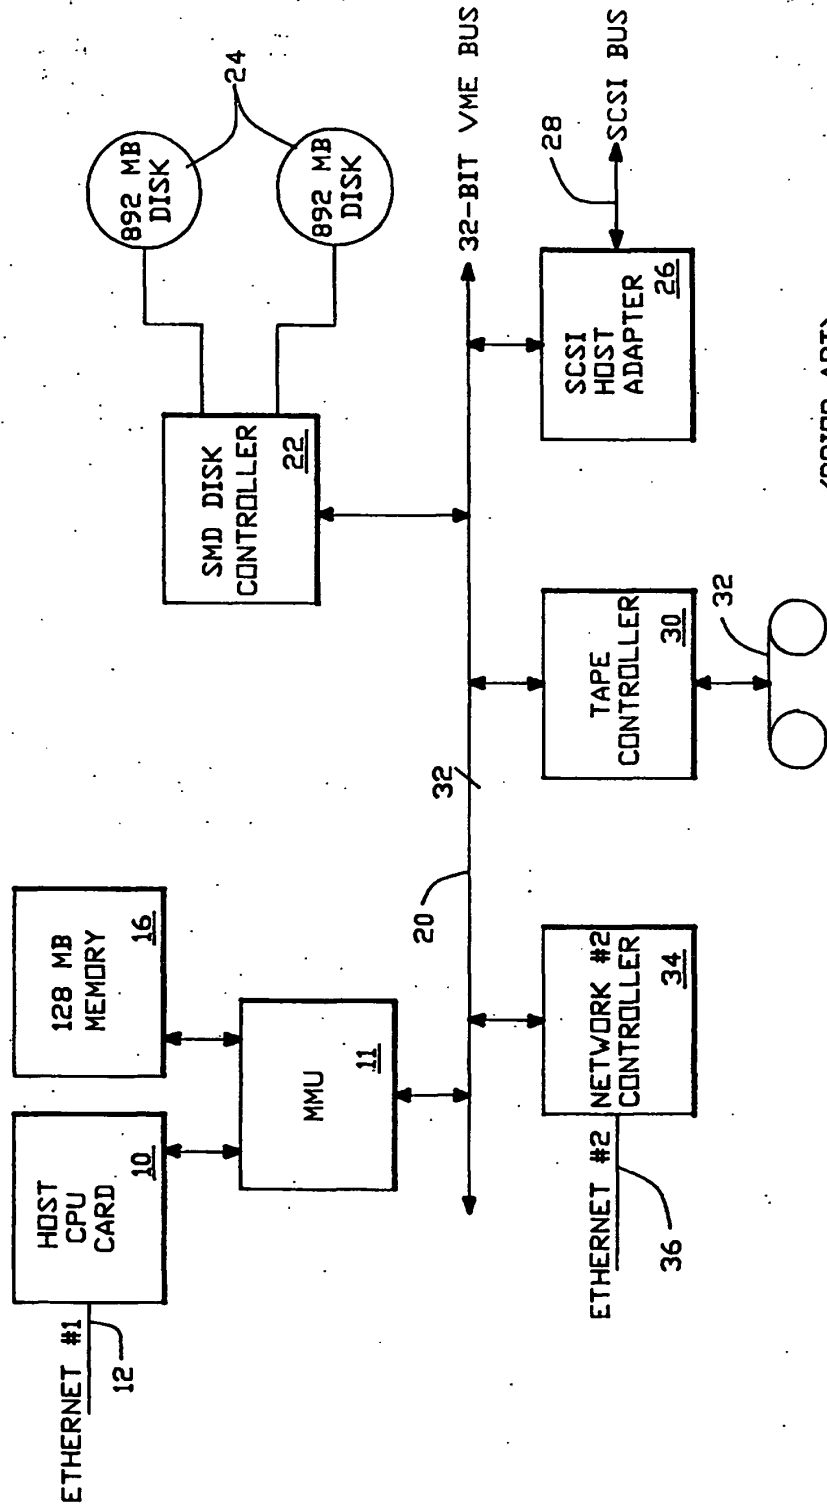 ETHERNET #1
12
HOST
CPU
CARD
10
128 MB
MEMORY
16
MMU
11
SMD DISK
CONTROLLER
22
892 MB
DISK
892 MB
DISK
24
20
32
32-BIT VME BUS
ETHERNET #2
36
NETWORK #2
CONTROLLER
34
TAPE
CONTROLLER
30
32
SCSI
HOST
ADAPTER
26
28
SCSI BUS